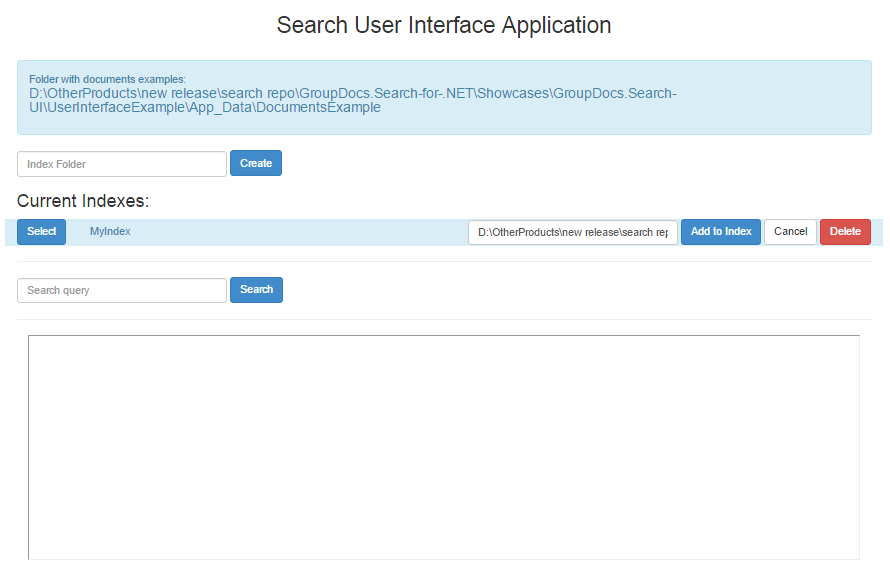 Search User Interface Application
Folder with documents examples:
D:\OtherProducts\new release\search repo\GroupDocs.Search-for-.NET\Showcases\GroupDocs.Search-
UI\UserInterfaceExample\App_Data\DocumentsExample
Index Folder Create
Current Indexes:
Select MyIndex D:\OtherProducts\new release\search rep Add to Index Cancel Delete
Search query Search